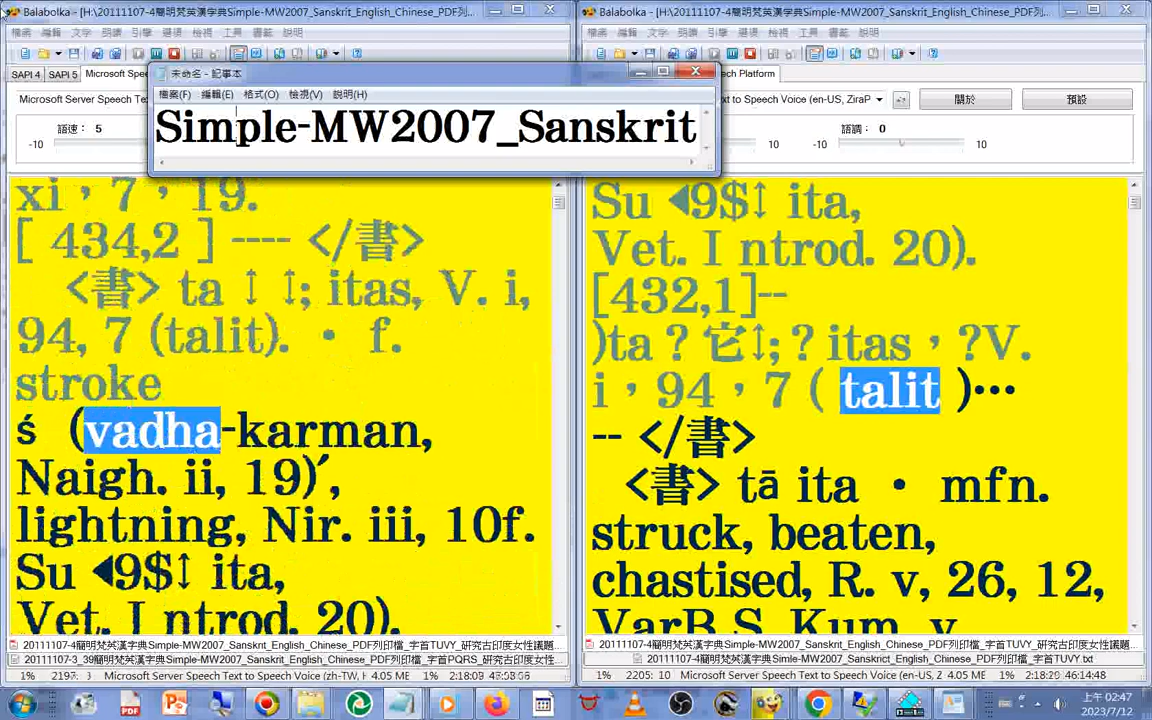 Balabolka - [H:\20111107-4簡明梵英漢字典Simple-MW2007_Sanskrit_English_Chinese_PDF列...
檔案 編輯 文字 朗讀 引擎 選項 檢視 工具 書籤 說明
SAPI 4 SAPI 5 Microsoft Spe
Microsoft Server Speech Text
語速： 5
-10
未命名 - 記事本
檔案(F) 編輯(E) 格式(O) 檢視(V) 說明(H)
Simple-MW2007_Sanskrit
xi，7，19.
[ 434,2 ] ---- </書>
<書> ta ↕ ↕; itas, V. i,
94, 7 (talit). • f.
stroke
ś (vadha-karman,
Naigh. ii, 19)′,
lightning, Nir. iii, 10f.
Su ◀9$↕ ita,
Vet. I ntrod. 20).
20111107-4簡明梵英漢字典Simple-MW2007_Sanskrit_English_Chinese_PDF列印檔_字首TUVY_研究古印度女性議題...
20111107-3_39簡明梵英漢字典Simple-MW2007_Sanskrit_English_Chinese_PDF列印檔_字首PQRS_研究古印度女性...
1% Microsoft Server Speech Text to Speech Voice (zh-TW, 4.05 ME 1%
Balabolka - [H:\20111107-4簡明梵英漢字典Simple-MW2007_Sanskrit_English_Chinese_PDF列...
檔案 編輯 文字 朗讀 引擎 選項 檢視 工具 書籤 說明
ech Platform
xt to Speech Voice (en-US, ZiraP 關於 預設
語調： 0
10 -10 10
Su ◀9$↕ ita,
Vet. I ntrod. 20).
[432,1]--
)ta ? 它↕; ? itas，?V.
i，94，7 ( talit )…
-- </書>
<書> tā ita • mfn.
struck, beaten,
chastised, R. v, 26, 12,
VarB S. Kum. v
20111107-4簡明梵英漢字典Simple-MW2007_Sanskrit_English_Chinese_PDF列印檔_字首TUVY_研究古印度女性議題...
20111107-4簡明梵英漢字典Simle-MW2007_Sanskrict_English_Chinese_PDF列印檔_字首TUVY.txt
1% 2205: 10 Microsoft Server Speech Text to Speech Voice (en-US, Z 4.05 ME 1% 2:18:29 46:14:48
上午 02:47
2023/7/12